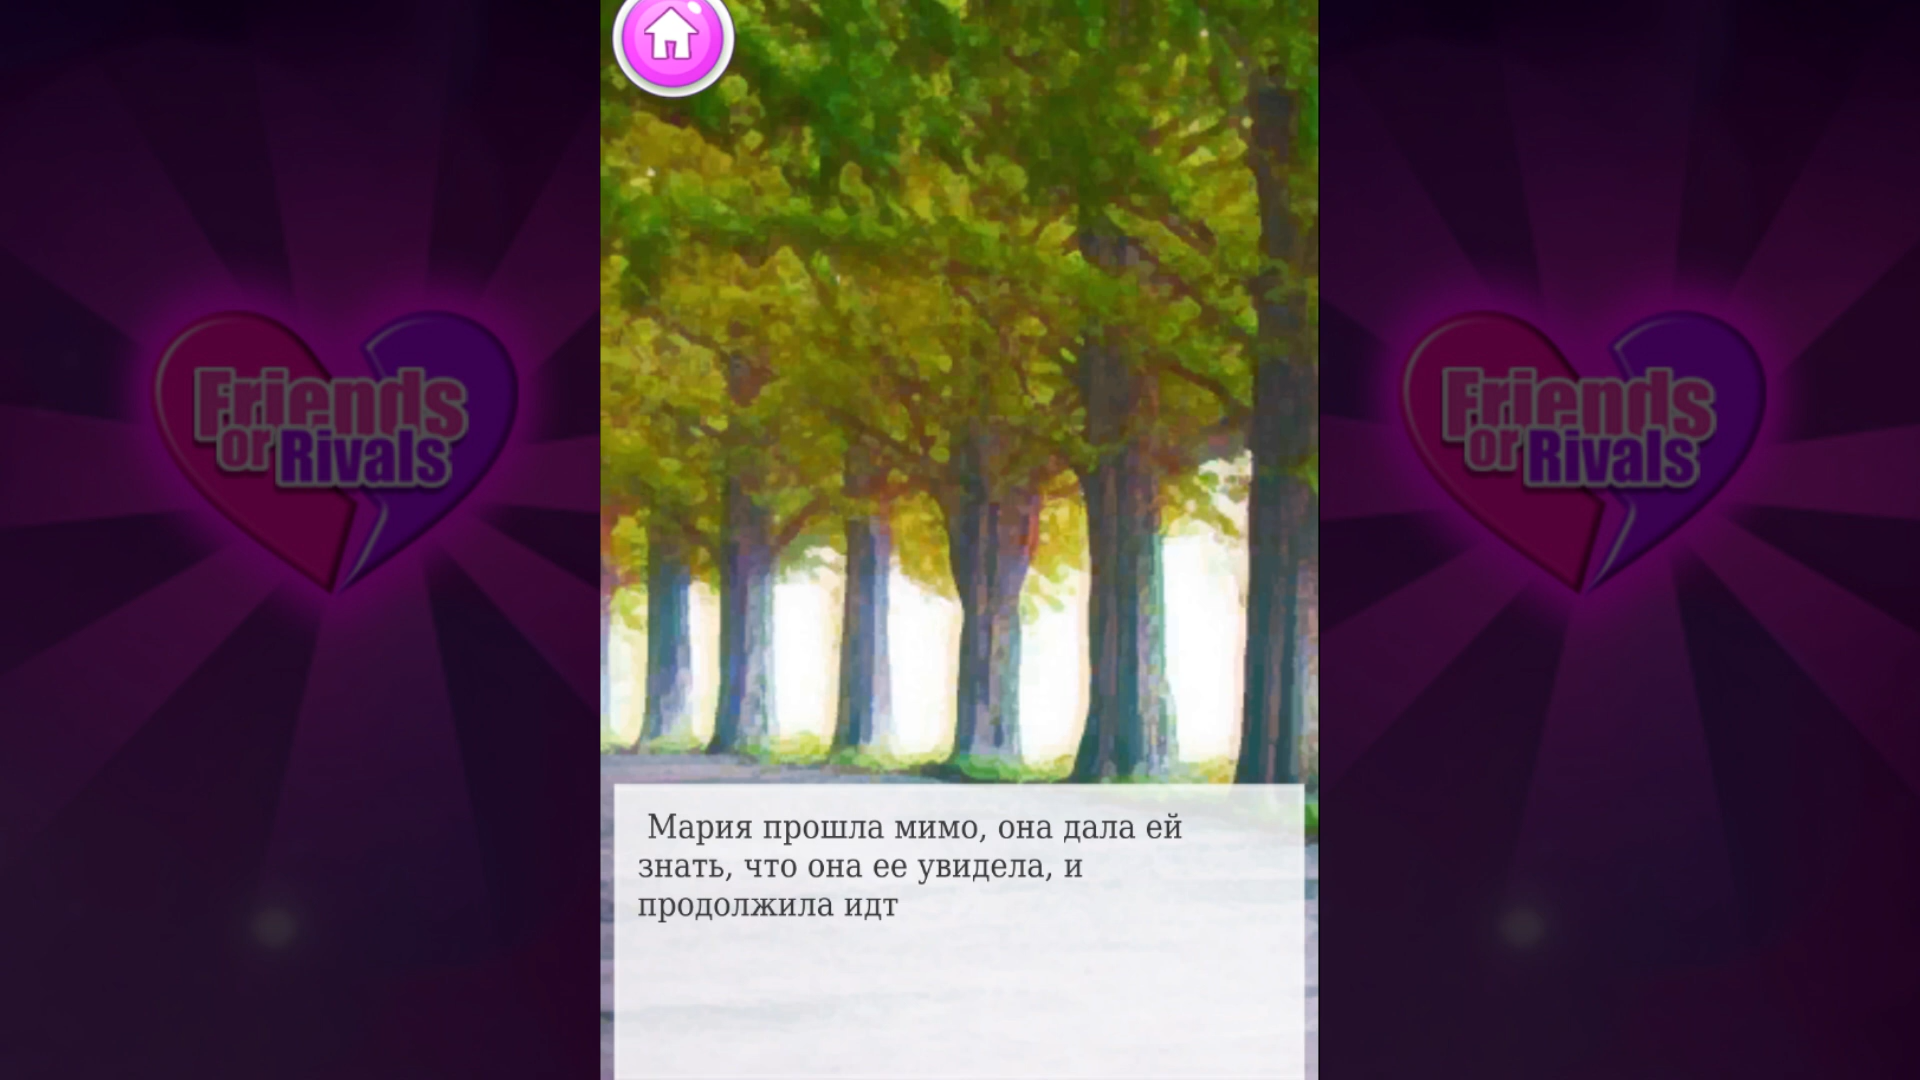 Friends
or Rivals
Мария прошла мимо, она дала ей
знать, что она ее увидела, и
продолжила идт
Friends
or Rivals